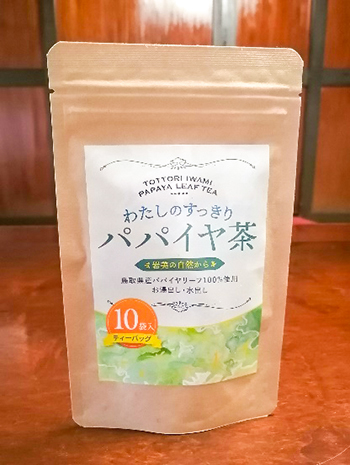 TOTTORI IWAMI
PAPAYA LEAF TEA
わたしのすっきり
パパイヤ茶
岩美の自然から
鳥取県産パパイヤリーフ100%使用
お湯出し・水出し
10袋入
ティーバッグ